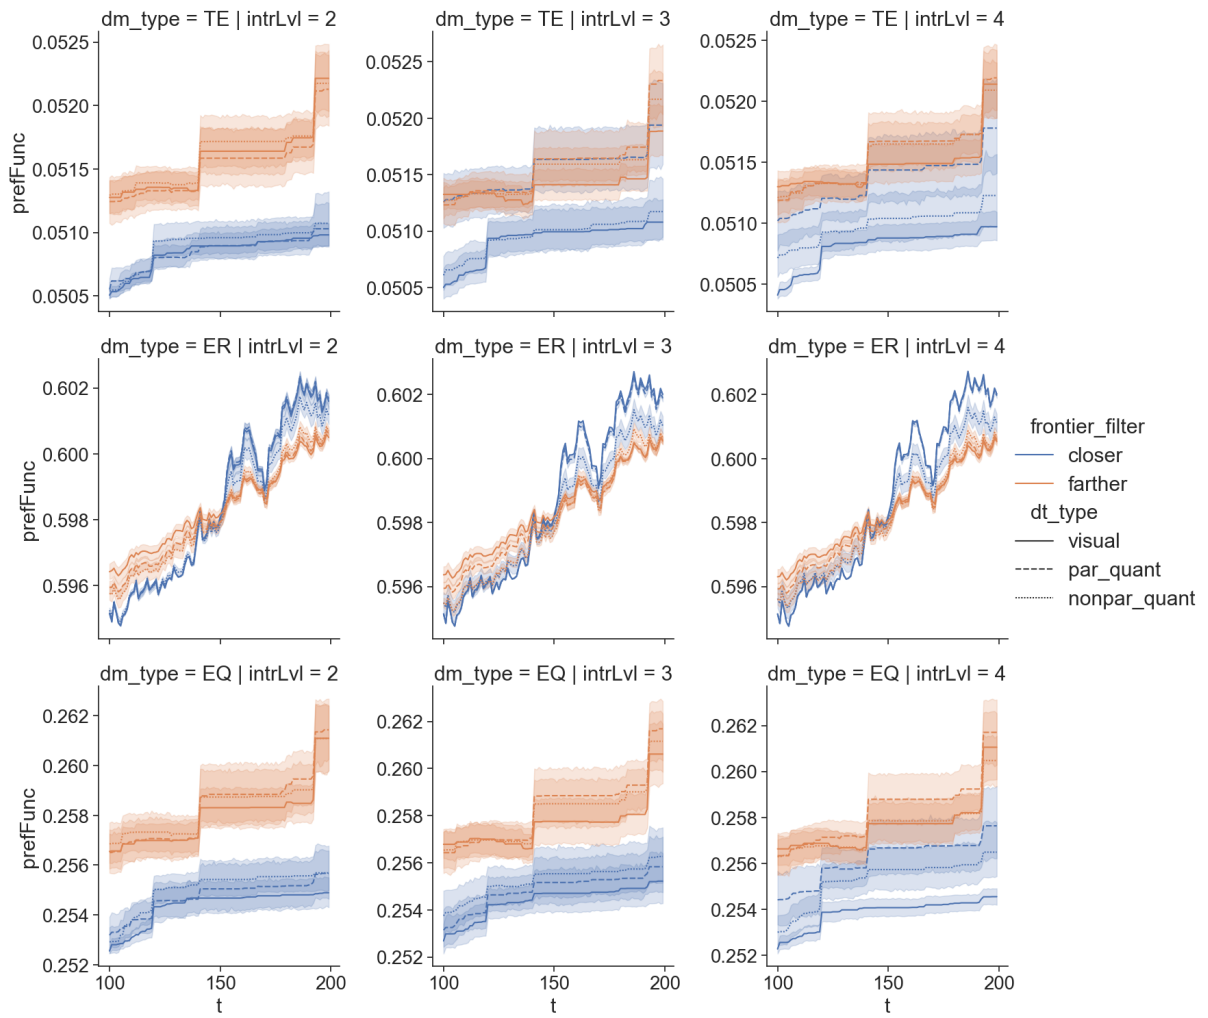 dm_type = TE | intrLvl = 2
dm_type = TE | intrLvl = 3
dm_type = TE | intrLvl = 4
0.0525
0.0520
0.0515
0.0510
0.0505
prefFunc
0.0525
0.0520
0.0515
0.0510
0.0505
0.0525
0.0520
0.0515
0.0510
0.0505
dm_type = ER | intrLvl = 2
dm_type = ER | intrLvl = 3
dm_type = ER | intrLvl = 4
0.602
0.600
0.598
0.596
prefFunc
0.602
0.600
0.598
0.596
0.602
0.600
0.598
0.596
frontier_filter
closer
farther
dt_type
visual
par_quant
nonpar_quant
dm_type = EQ | intrLvl = 2
dm_type = EQ | intrLvl = 3
dm_type = EQ | intrLvl = 4
0.262
0.260
0.258
0.256
0.254
0.252
prefFunc
0.262
0.260
0.258
0.256
0.254
0.252
0.262
0.260
0.258
0.256
0.254
0.252
100 150 200
100 150 200
100 150 200
t
t
t